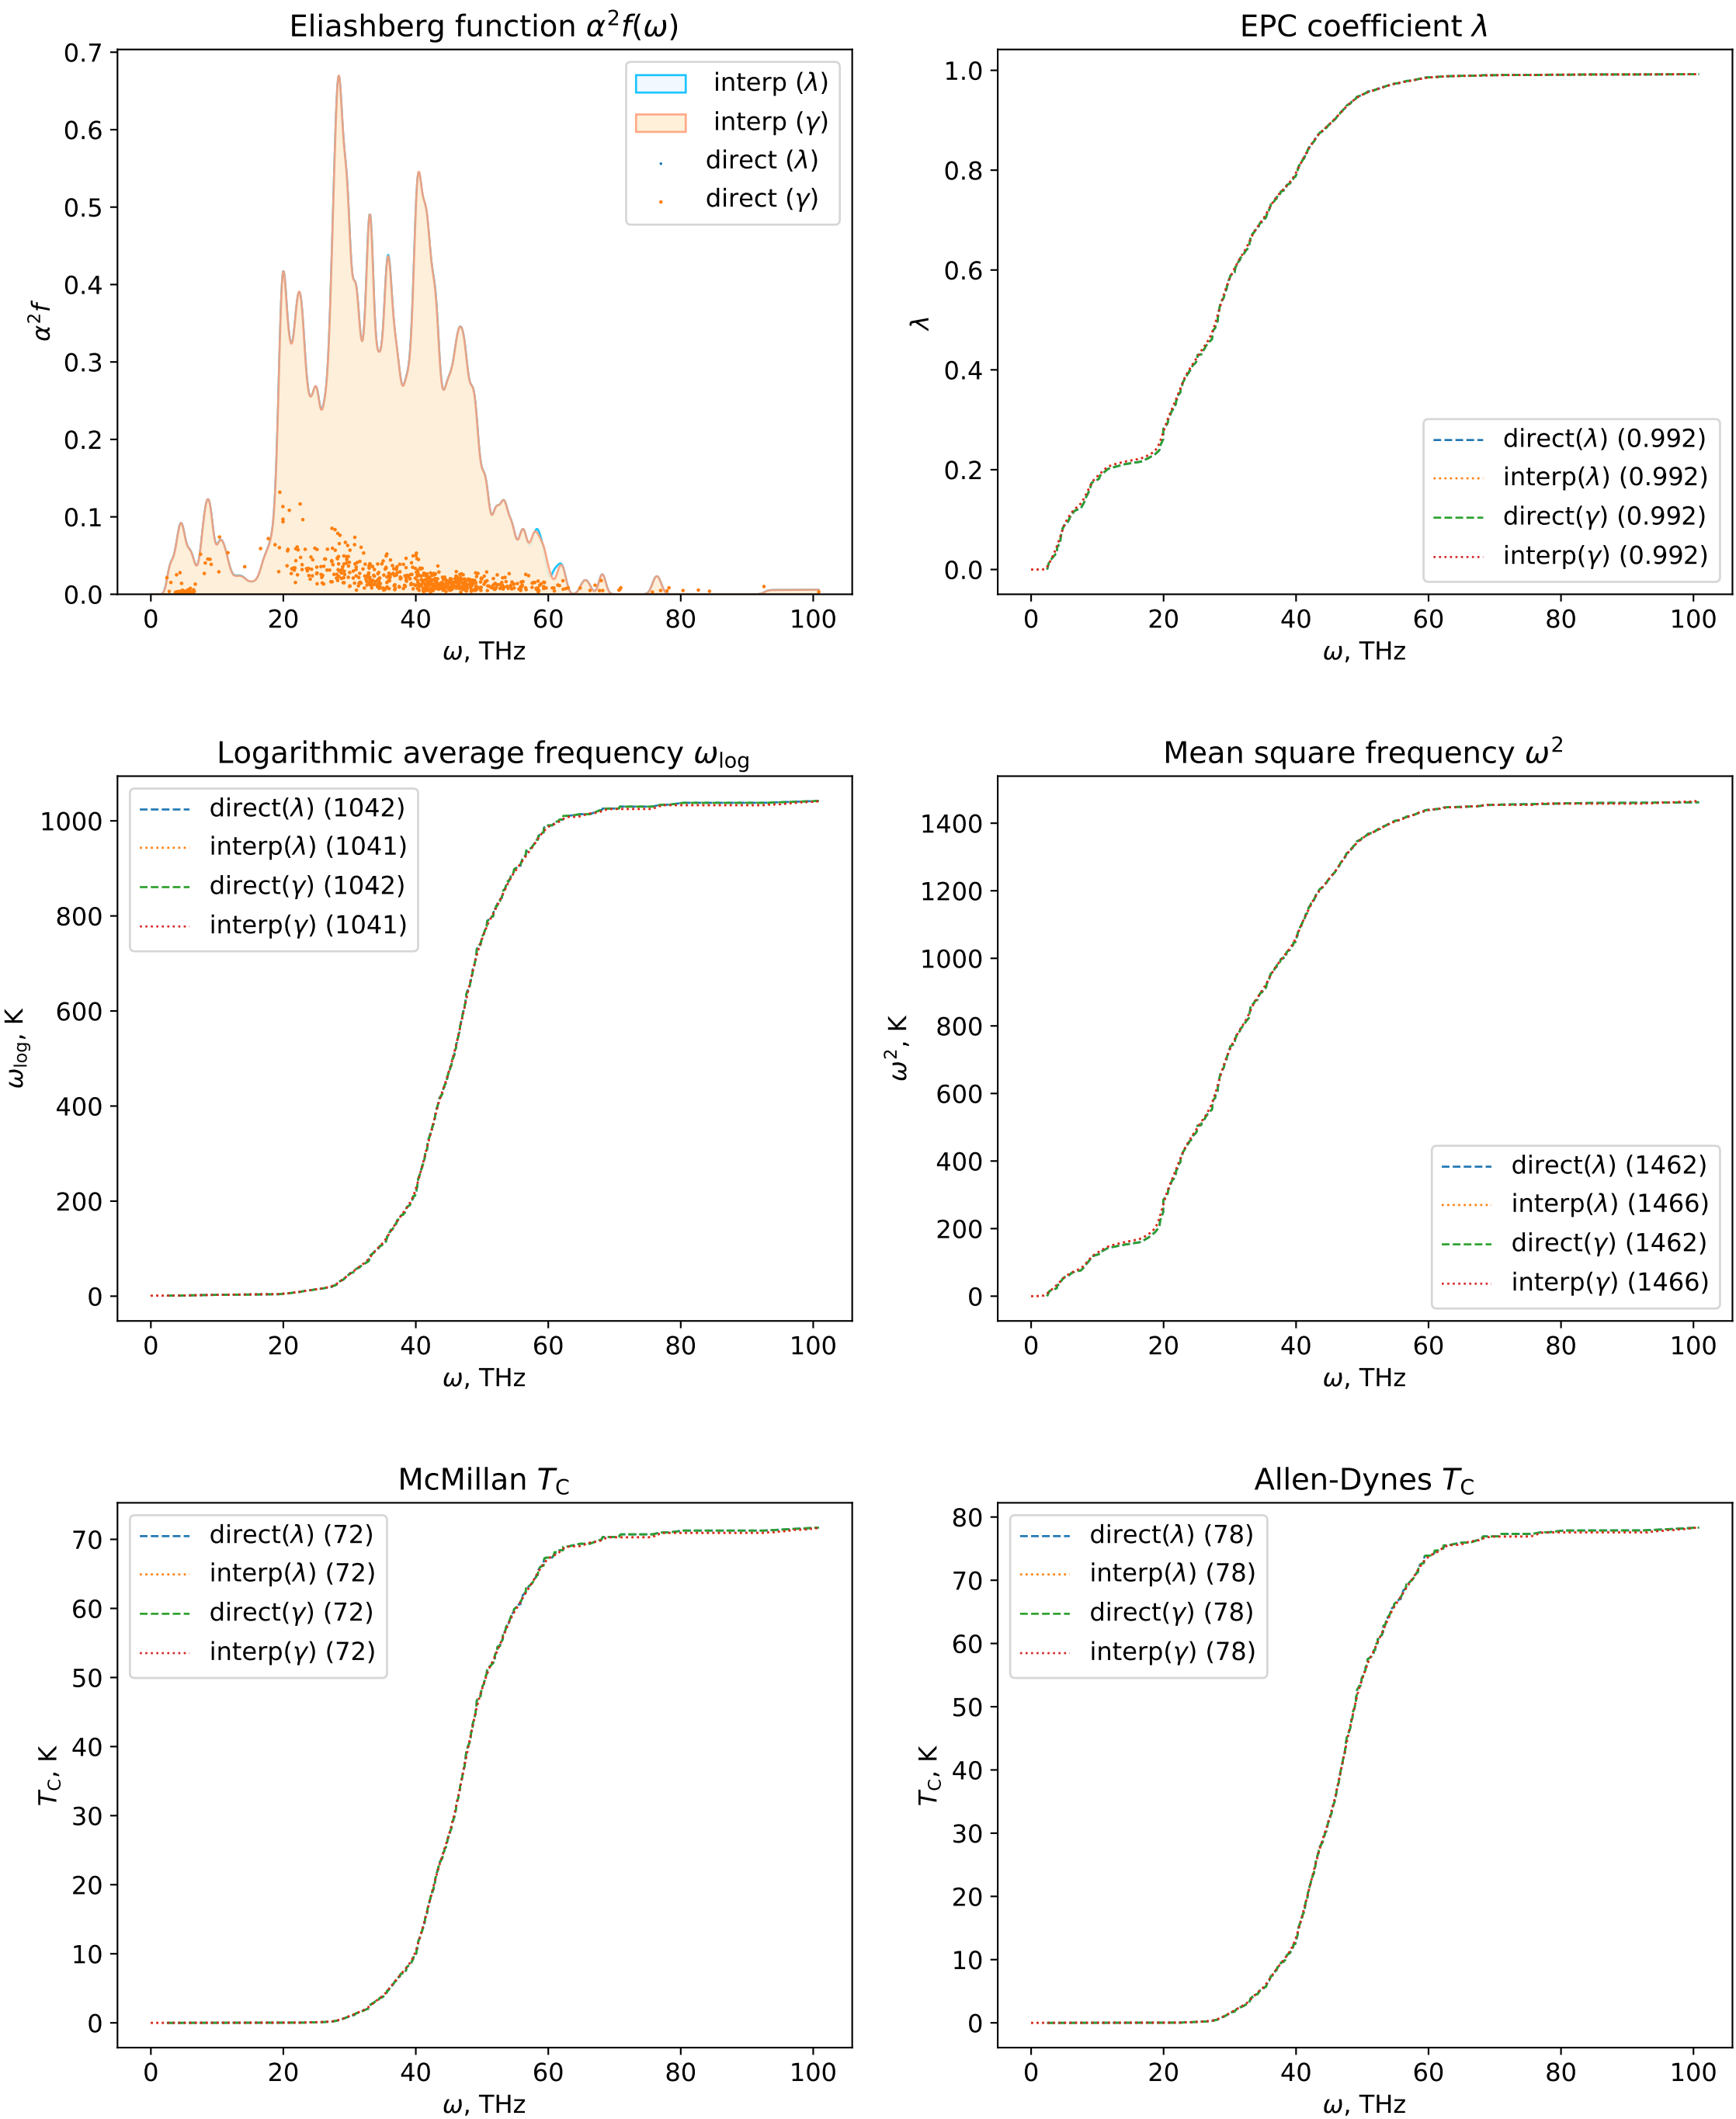 Eliashberg function α²f(ω)
α²f
0.7
0.6
0.5
0.4
0.3
0.2
0.1
0.0
interp (λ)
interp (γ)
direct (λ)
direct (γ)
0 20 40 60 80 100
ω, THz
EPC coefficient λ
λ
1.0
0.8
0.6
0.4
0.2
0.0
direct(λ) (0.992)
interp(λ) (0.992)
direct(γ) (0.992)
interp(γ) (0.992)
0 20 40 60 80 100
ω, THz
Logarithmic average frequency ω_log
ω_log, K
1000
800
600
400
200
0
direct(λ) (1042)
interp(λ) (1041)
direct(γ) (1042)
interp(γ) (1041)
0 20 40 60 80 100
ω, THz
Mean square frequency ω²
ω², K
1400
1200
1000
800
600
400
200
0
direct(λ) (1462)
interp(λ) (1466)
direct(γ) (1462)
interp(γ) (1466)
0 20 40 60 80 100
ω, THz
McMillan T_C
T_C, K
70
60
50
40
30
20
10
0
direct(λ) (72)
interp(λ) (72)
direct(γ) (72)
interp(γ) (72)
0 20 40 60 80 100
ω, THz
Allen-Dynes T_C
T_C, K
80
70
60
50
40
30
20
10
0
direct(λ) (78)
interp(λ) (78)
direct(γ) (78)
interp(γ) (78)
0 20 40 60 80 100
ω, THz